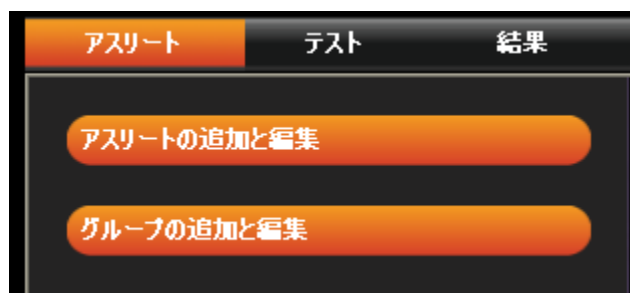 アスリート テスト 結果
アスリートの追加と編集
グループの追加と編集